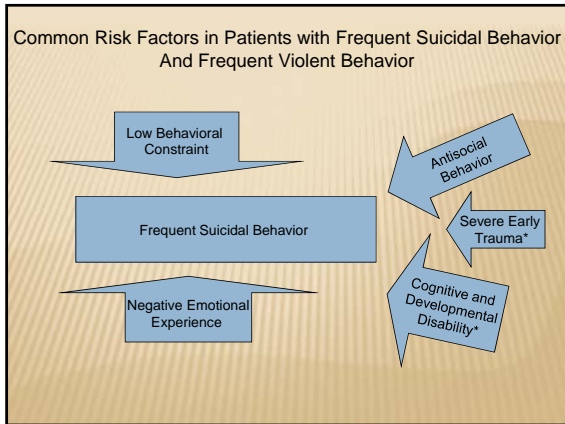 Common Risk Factors in Patients with Frequent Suicidal Behavior
And Frequent Violent Behavior
Low Behavioral
Constraint
Antisocial
Behavior
Frequent Suicidal Behavior
Severe Early
Trauma*
Negative Emotional
Experience
Cognitive and
Developmental
Disability*